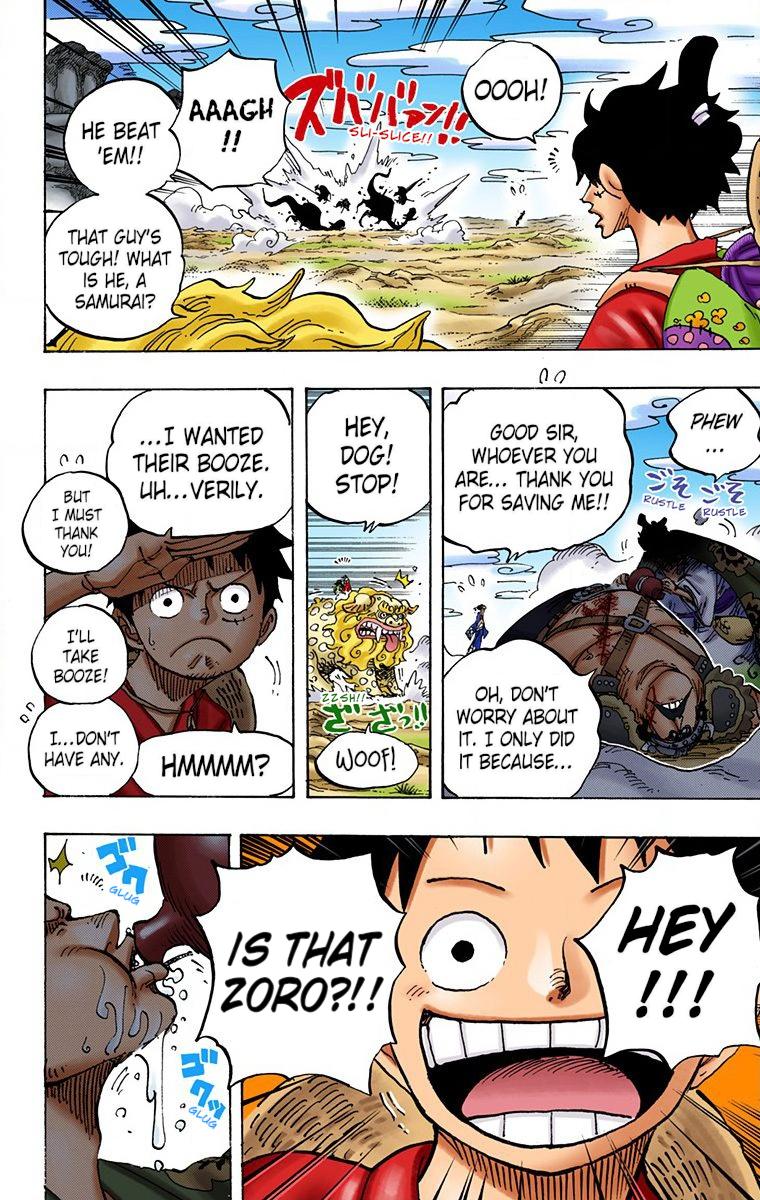 OOOH!
ズババァン!!
SLI-SLICE!!
AAAGH
!!
HE BEAT
'EM!!
THAT GUY'S
TOUGH! WHAT
IS HE, A
SAMURAI?
PHEW
...
ごそ ごそ
RUSTLE RUSTLE
GOOD SIR,
WHOEVER YOU
ARE... THANK YOU
FOR SAVING ME!!
OH, DON'T
WORRY ABOUT
IT. I ONLY DID
IT BECAUSE...
HEY,
DOG!
STOP!
ZZSH!!
ざざっ!!
WOOF!
...I WANTED
THEIR BOOZE.
UH...VERILY.
BUT
I MUST
THANK
YOU!
I'LL
TAKE
BOOZE!
I...DON'T
HAVE ANY.
HMMMM?
HEY
!!!
IS THAT
ZORO?!!
ゴク
GLUG
ゴクッ
GLUG